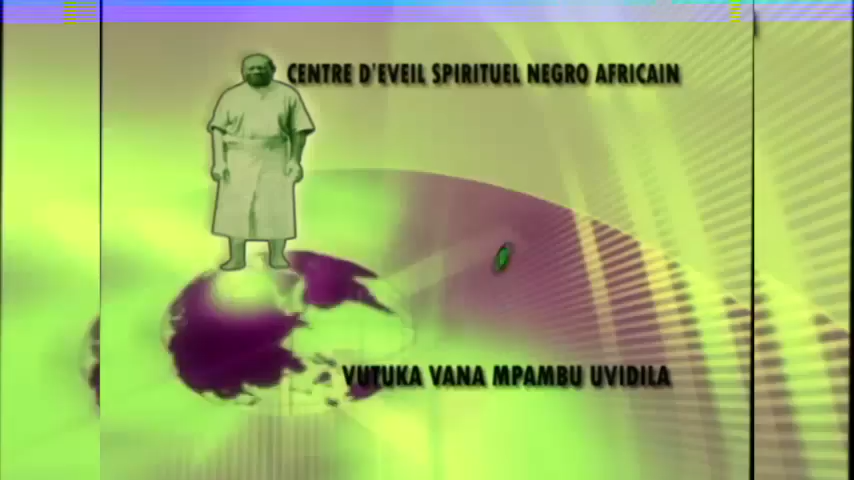 CENTRE D'EVEIL SPIRITUEL NEGRO AFRICAIN
VUTUKA VANA MPAMBU UVIDILA